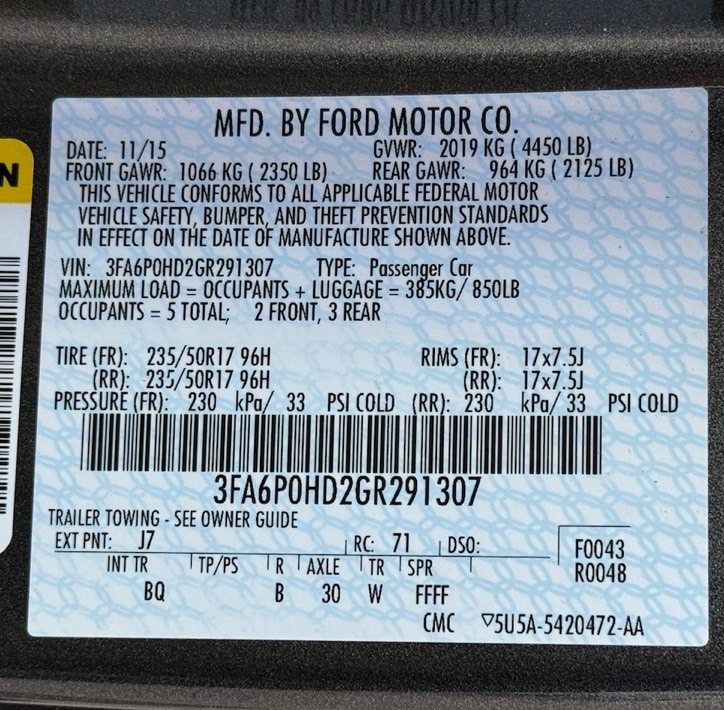 MFD. BY FORD MOTOR CO.
DATE: 11/15 GVWR: 2019 KG ( 4450 LB)
FRONT GAWR: 1066 KG ( 2350 LB) REAR GAWR: 964 KG ( 2125 LB)
THIS VEHICLE CONFORMS TO ALL APPLICABLE FEDERAL MOTOR
VEHICLE SAFETY, BUMPER, AND THEFT PREVENTION STANDARDS
IN EFFECT ON THE DATE OF MANUFACTURE SHOWN ABOVE.
VIN: 3FA6P0HD2GR291307 TYPE: Passenger Car
MAXIMUM LOAD = OCCUPANTS + LUGGAGE = 385KG/ 850LB
OCCUPANTS = 5 TOTAL; 2 FRONT, 3 REAR
TIRE (FR): 235/50R17 96H RIMS (FR): 17x7.5J
(RR): 235/50R17 96H (RR): 17x7.5J
PRESSURE (FR): 230 kPa/ 33 PSI COLD (RR): 230 kPa/ 33 PSI COLD
3FA6P0HD2GR291307
TRAILER TOWING - SEE OWNER GUIDE
EXT PNT: J7 RC: 71 DSO: F0043
INT TR TP/PS R AXLE TR SPR R0048
BQ B 30 W FFFF
CMC ▽5U5A-5420472-AA
N